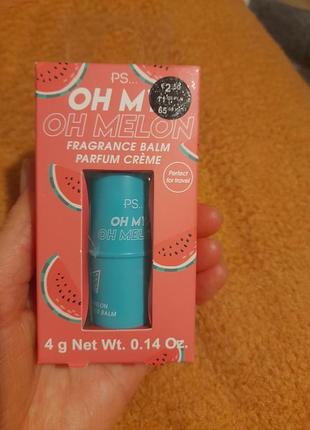 PS...
OH MY
OH MELON
FRAGRANCE BALM
PARFUM CRÈME
Perfect
for travel
PS...
OH MY
OH MELON
BALM
4 g Net Wt. 0.14 Oz.